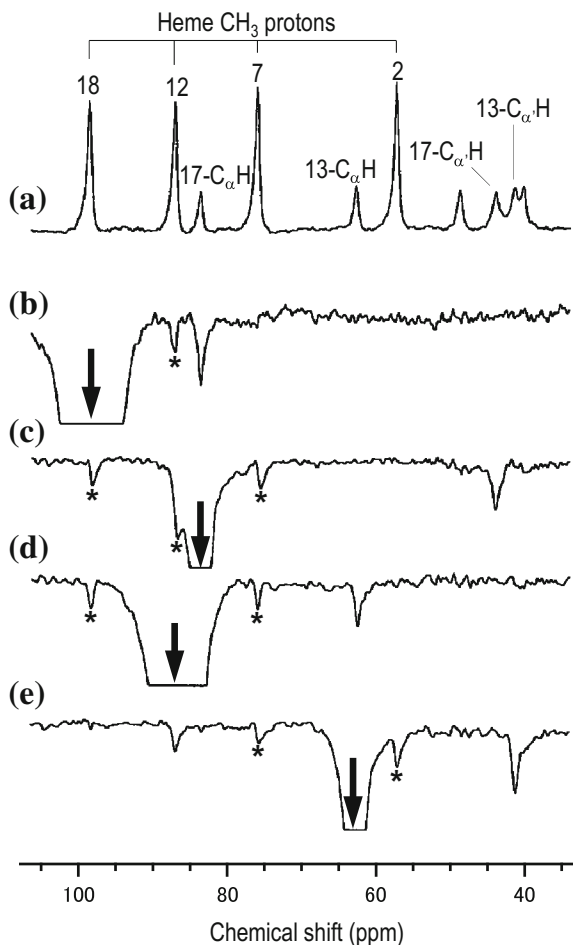 Heme CH₃ protons
18
12
7
2
13-Cα'H
17-CαH
13-CαH
17-Cα'H
(a)
(b)
*
(c)
*
*
*
(d)
*
*
(e)
*
*
100
80
60
40
Chemical shift (ppm)